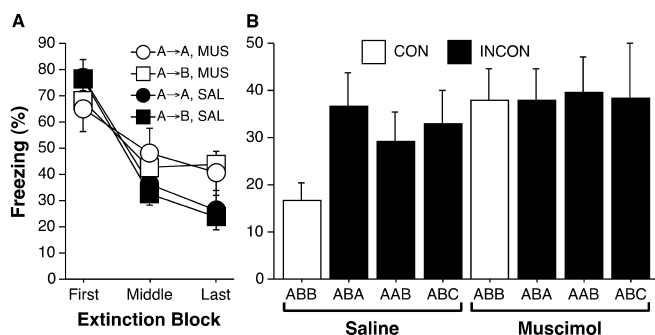 A
B
Freezing (%)
90
80
70
60
50
40
30
20
10
0
A→A, MUS
A→B, MUS
A→A, SAL
A→B, SAL
First Middle Last
Extinction Block
50
40
30
20
10
0
CON INCON
ABB ABA AAB ABC ABB ABA AAB ABC
Saline Muscimol